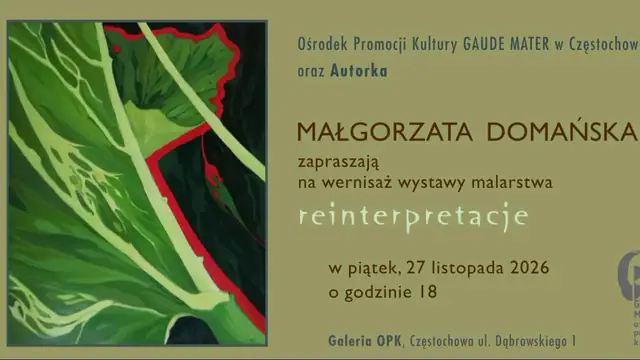 Ośrodek Promocji Kultury GAUDE MATER w Częstochow
oraz Autorka
MAŁGORZATA DOMAŃSKA
zapraszają
na wernisaż wystawy malarstwa
reinterpretacje
w piątek, 27 listopada 2026
o godzinie 18
Galeria OPK, Częstochowa ul. Dąbrowskiego 1